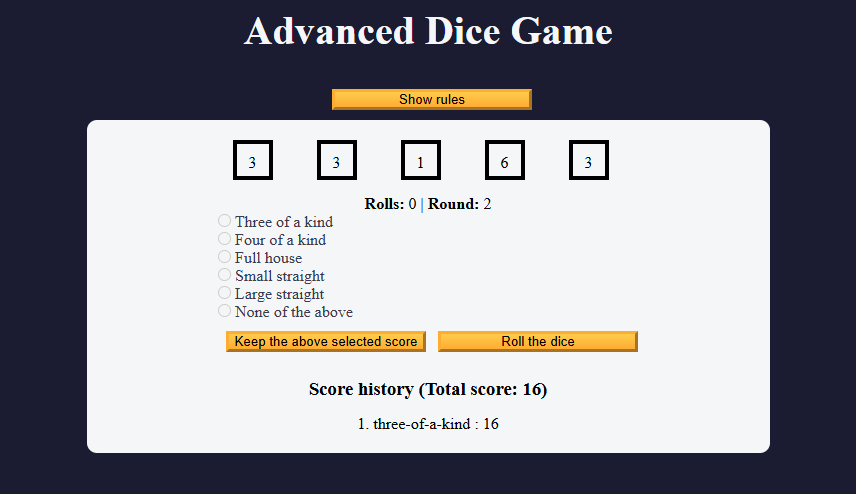 Advanced Dice Game
Show rules
3 3 1 6 3
Rolls: 0 | Round: 2
Three of a kind
Four of a kind
Full house
Small straight
Large straight
None of the above
Keep the above selected score Roll the dice
Score history (Total score: 16)
1. three-of-a-kind : 16